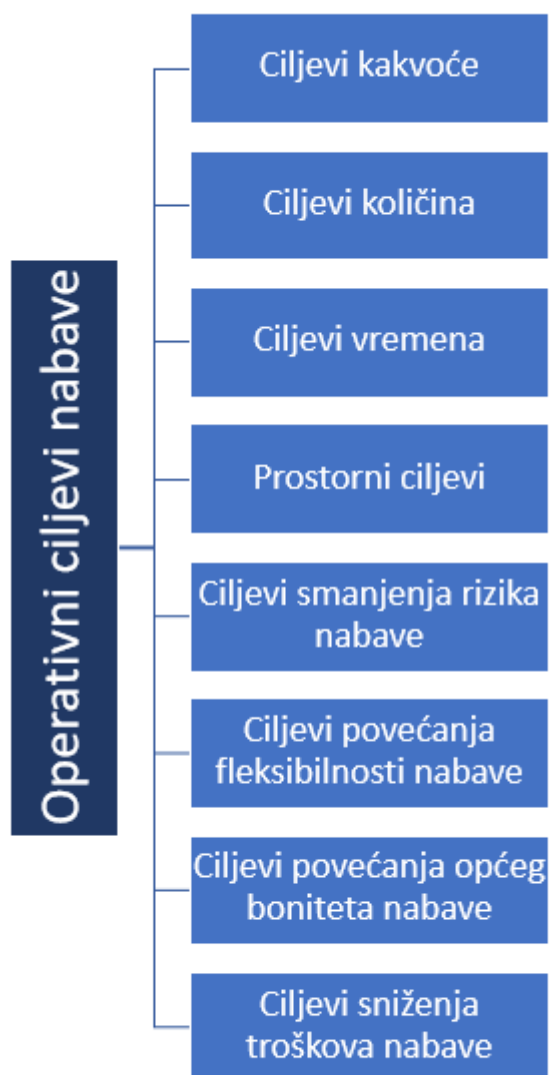 Operativni ciljevi nabave
Ciljevi kakvoće
Ciljevi količina
Ciljevi vremena
Prostorni ciljevi
Ciljevi smanjenja rizika
nabave
Ciljevi povećanja
fleksibilnosti nabave
Ciljevi povećanja općeg
boniteta nabave
Ciljevi sniženja
troškova nabave